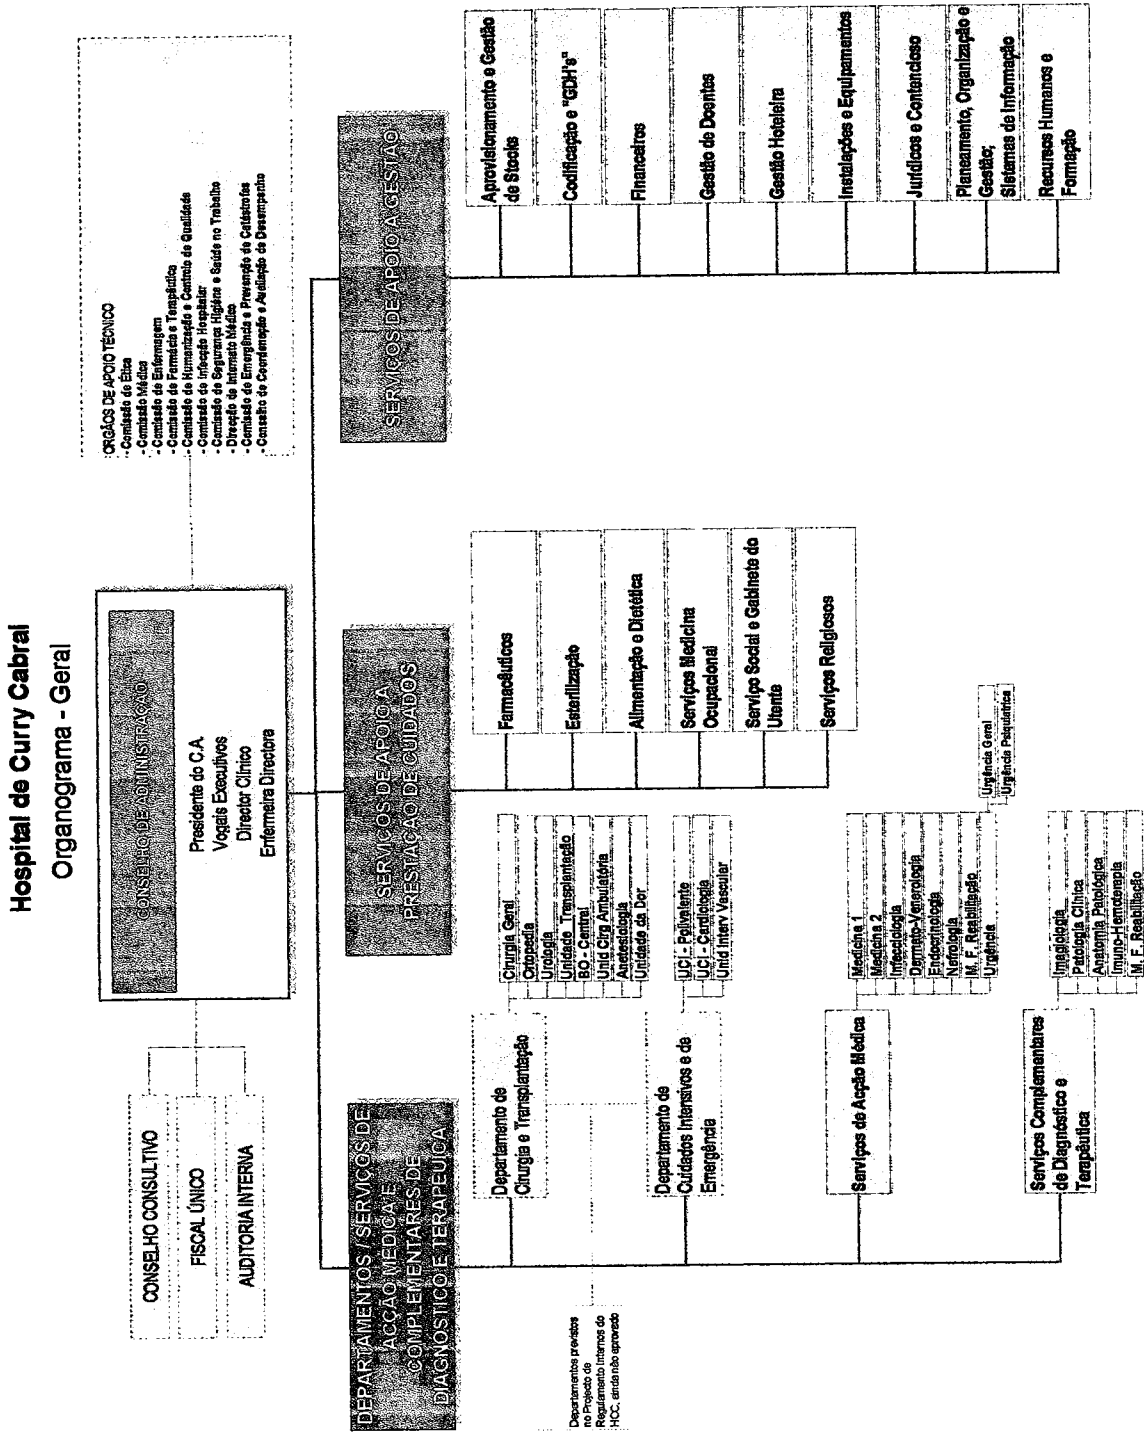 Hospital de Curry Cabral
Organograma - Geral
CONSELHO DE ADMINISTRAÇÃO
Presidente do C.A.
Vogais Executivos
Director Clínico
Enfermeira Directora
CONSELHO CONSULTIVO
FISCAL ÚNICO
AUDITORIA INTERNA
ORGÃOS DE APOIO TÉCNICO
- Comissão de Ética
- Comissão Médica
- Comissão de Enfermagem
- Comissão de Farmácia e Terapêutica
- Comissão de Humanização e Controlo de Qualidade
- Comissão de Infecção Hospitalar
- Comissão de Segurança Higiéne e Saúde no Trabalho
- Direcção do Internato Médico
- Comissão de Emergência e Prevenção de Catástrofes
- Conselho de Coordenação e Avaliação de Desempenho
DEPARTAMENTOS / SERVIÇOS DE
ACÇÃO MÉDICA E
COMPLEMENTARES DE
DIAGNÓSTICO E TERAPEUICA
Departamento de
Cirurgia e Transplantação
Cirurgia Geral
Ortopedia
Urologia
Unidade Transplantação
BO - Central
Unid Cirg Ambulatória
Anestesiologia
Unidade da Dor
Departamento de
Cuidados Intensivos e de
Emergência
UCI - Polivalente
UCI - Cardiologia
Unid Interv Vascular
Serviços de Acção Médica
Medicina 1
Medicina 2
Infecciologia
Dermato-Venerologia
Endocrinologia
Nefrologia
M. F. Reabilitação
Urgência
Urgência Geral
Urgência Psiquiátrica
Serviços Complementares
de Diagnóstico e
Terapêutica
Imagiologia
Patologia Clínica
Anatomia Patológica
Imuno-Hemoterapia
M. F. Reabilitação
Departamentos previstos
no Projecto de
Regulamento Internos do
HCC, ainda não aprovado
SERVIÇOS DE APOIO A
PRESTAÇÃO DE CUIDADOS
Farmacêuticos
Esterilização
Alimentação e Dietética
Serviços Medicina
Ocupacional
Serviço Social e Gabinete do
Utente
Serviços Religiosos
SERVIÇOS DE APOIO A GESTÃO
Aprovisionamento e Gestão
de Stocks
Codificação e "GDH's"
Financeiros
Gestão de Doentes
Gestão Hoteleira
Instalações e Equipamentos
Jurídicos e Contencioso
Planeamento, Organização e
Gestão;
Sistemas de Informação
Recursos Humanos e
Formação